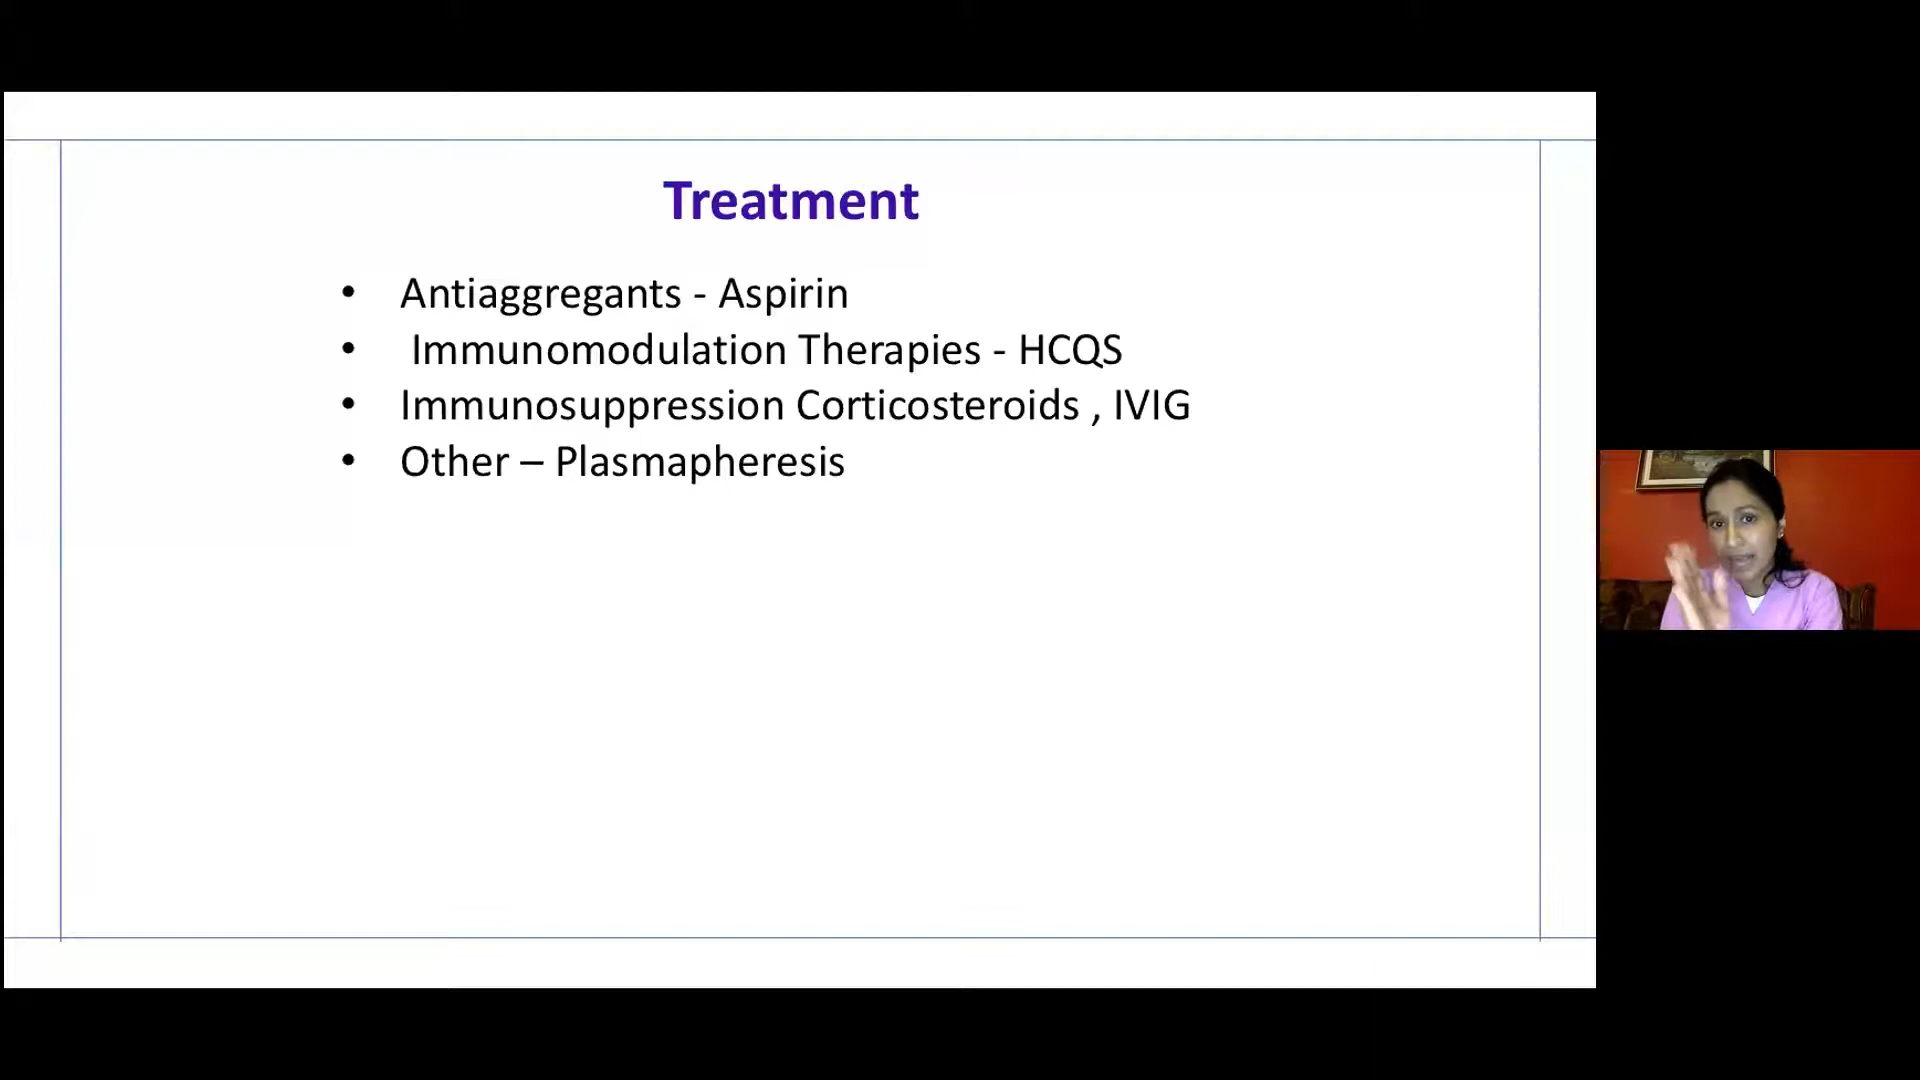 Treatment
• Antiaggregants - Aspirin
• Immunomodulation Therapies - HCQS
• Immunosuppression Corticosteroids , IVIG
• Other – Plasmapheresis